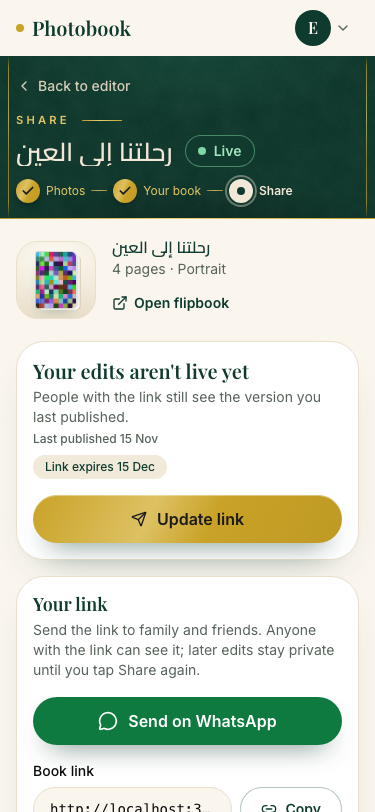 Photobook
E
Back to editor
SHARE
رحلتنا إلى العين
Live
Photos
Your book
Share
رحلتنا إلى العين
4 pages · Portrait
Open flipbook
Your edits aren't live yet
People with the link still see the version you
last published.
Last published 15 Nov
Link expires 15 Dec
Update link
Your link
Send the link to family and friends. Anyone
with the link can see it; later edits stay private
until you tap Share again.
Send on WhatsApp
Book link
http://localhost:3…
Copy